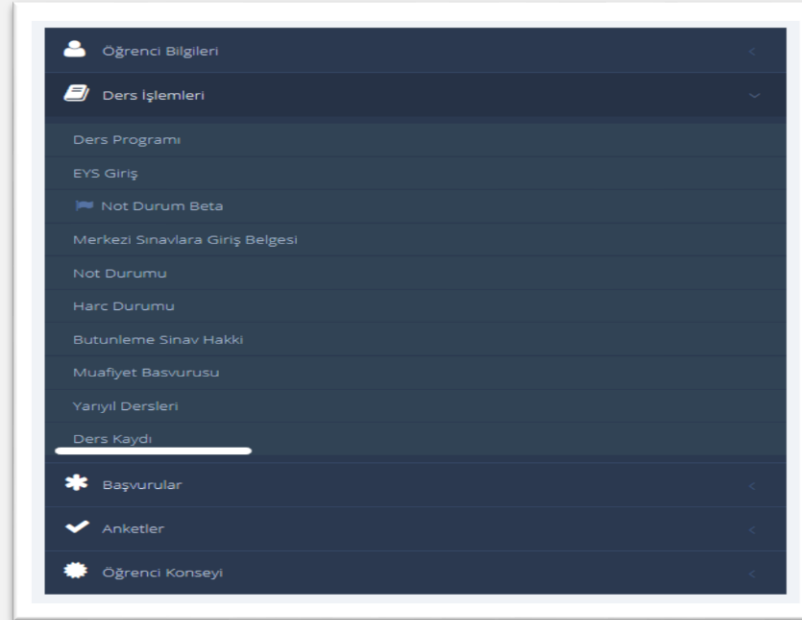 Öğrenci Bilgileri
Ders İşlemleri
Ders Programı
EYS Giriş
Not Durum Beta
Merkezi Sınavlara Giriş Belgesi
Not Durumu
Harc Durumu
Butunleme Sinav Hakki
Muafiyet Basvurusu
Yarıyıl Dersleri
Ders Kaydı
Başvurular
Anketler
Öğrenci Konseyi